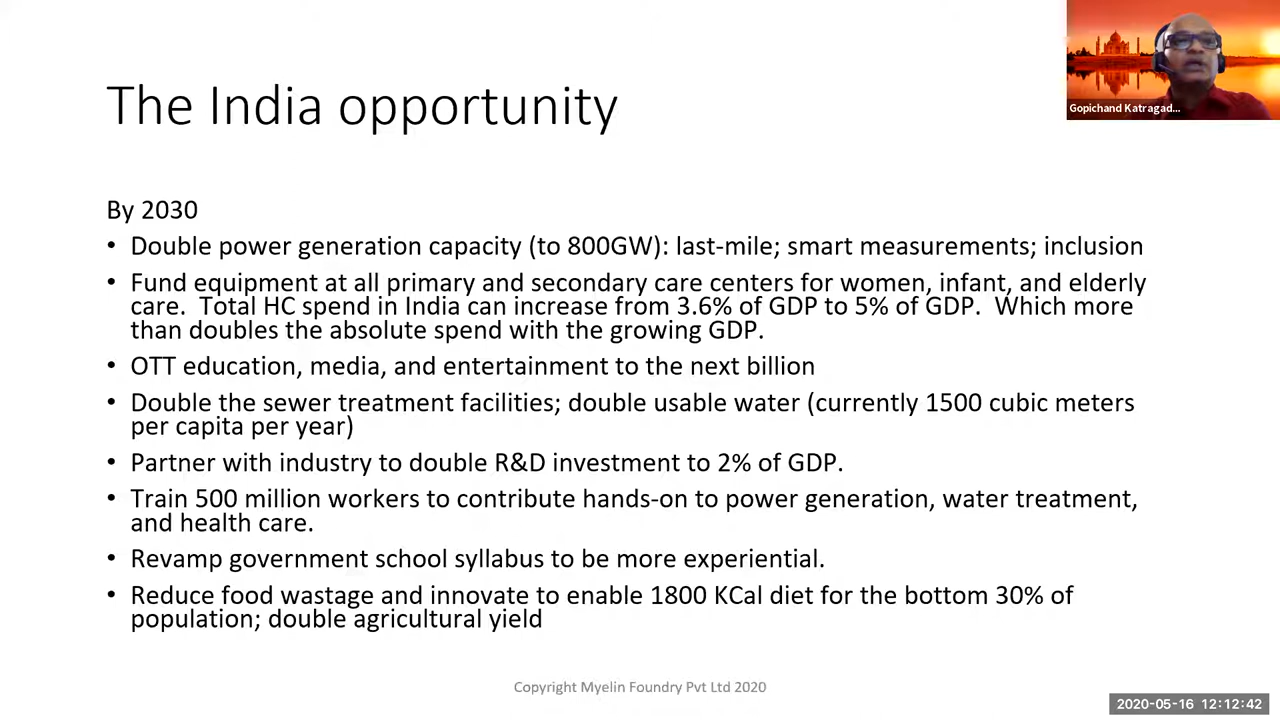 The India opportunity
Gopichand Katragad...
By 2030
• Double power generation capacity (to 800GW): last-mile; smart measurements; inclusion
• Fund equipment at all primary and secondary care centers for women, infant, and elderly
care.  Total HC spend in India can increase from 3.6% of GDP to 5% of GDP.  Which more
than doubles the absolute spend with the growing GDP.
• OTT education, media, and entertainment to the next billion
• Double the sewer treatment facilities; double usable water (currently 1500 cubic meters
per capita per year)
• Partner with industry to double R&D investment to 2% of GDP.
• Train 500 million workers to contribute hands-on to power generation, water treatment,
and health care.
• Revamp government school syllabus to be more experiential.
• Reduce food wastage and innovate to enable 1800 KCal diet for the bottom 30% of
population; double agricultural yield
Copyright Myelin Foundry Pvt Ltd 2020
2020-05-16 12:12:42